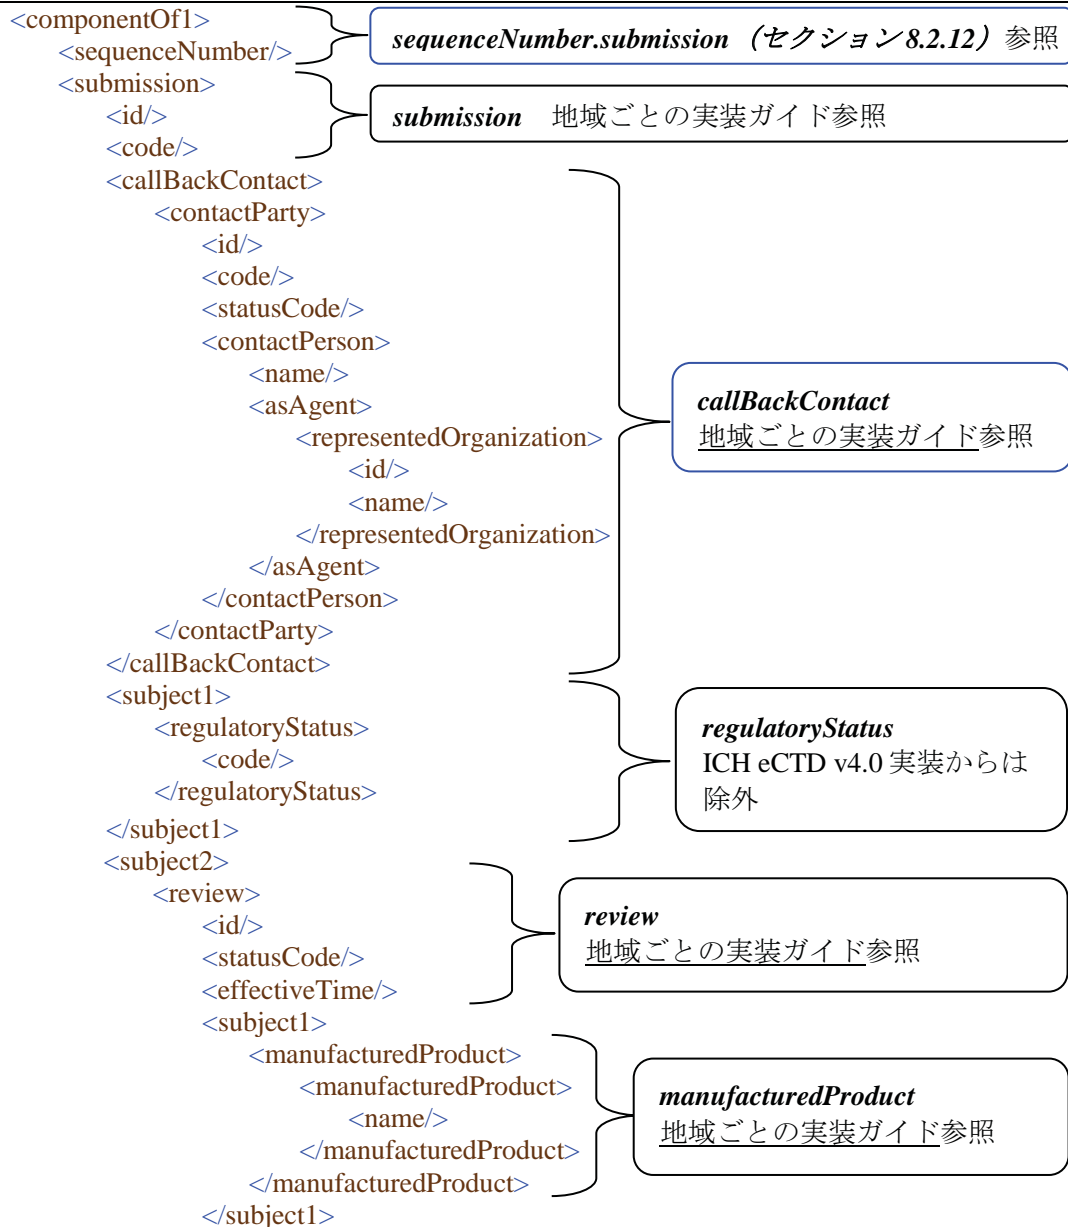 <componentOf1>
<sequenceNumber/>
sequenceNumber.submission（セクション 8.2.12）参照
<submission>
<id/>
<code/>
submission　地域ごとの実装ガイド参照
<callBackContact>
<contactParty>
<id/>
<code/>
<statusCode/>
<contactPerson>
<name/>
<asAgent>
<representedOrganization>
<id/>
<name/>
</representedOrganization>
</asAgent>
</contactPerson>
</contactParty>
</callBackContact>
callBackContact
地域ごとの実装ガイド参照
<subject1>
<regulatoryStatus>
<code/>
</regulatoryStatus>
</subject1>
regulatoryStatus
ICH eCTD v4.0 実装からは
除外
<subject2>
<review>
<id/>
<statusCode/>
<effectiveTime/>
review
地域ごとの実装ガイド参照
<subject1>
<manufacturedProduct>
<manufacturedProduct>
<name/>
</manufacturedProduct>
</manufacturedProduct>
manufacturedProduct
地域ごとの実装ガイド参照
</subject1>